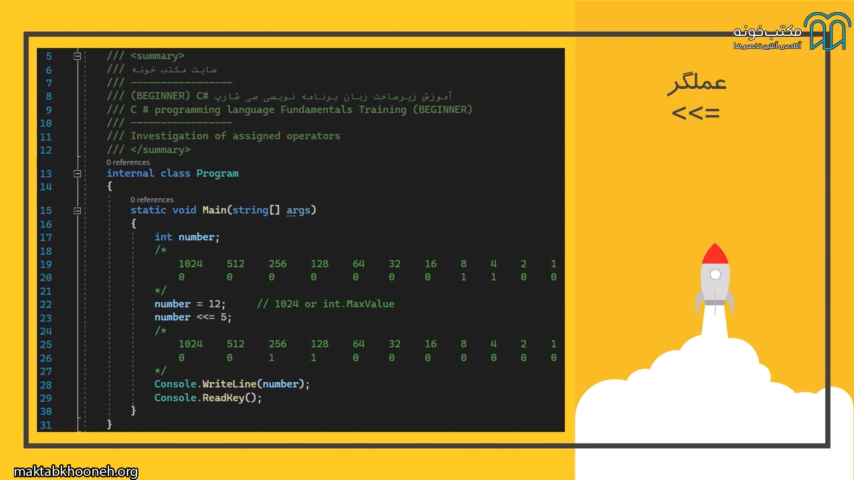 مکتب‌خونه
آکادمی آنلاین تخصص‌ها
عملگر
<<=
5 /// <summary>
6 /// سایت مکتب خونه
7 /// -----------------
8 /// آموزش زیرساخت زبان برنامه نویسی سی شارپ C# (BEGINNER)
9 /// C # programming language Fundamentals Training (BEGINNER)
10 /// -----------------
11 /// Investigation of assigned operators
12 /// </summary>
0 references
13 internal class Program
14 {
0 references
15 static void Main(string[] args)
16 {
17 int number;
18 /*
19 1024 512 256 128 64 32 16 8 4 2 1
20 0 0 0 0 0 0 0 1 1 0 0
21 */
22 number = 12; // 1024 or int.MaxValue
23 number <<= 5;
24 /*
25 1024 512 256 128 64 32 16 8 4 2 1
26 0 0 1 1 0 0 0 0 0 0 0
27 */
28 Console.WriteLine(number);
29 Console.ReadKey();
30 }
31 }
maktabkhooneh.org